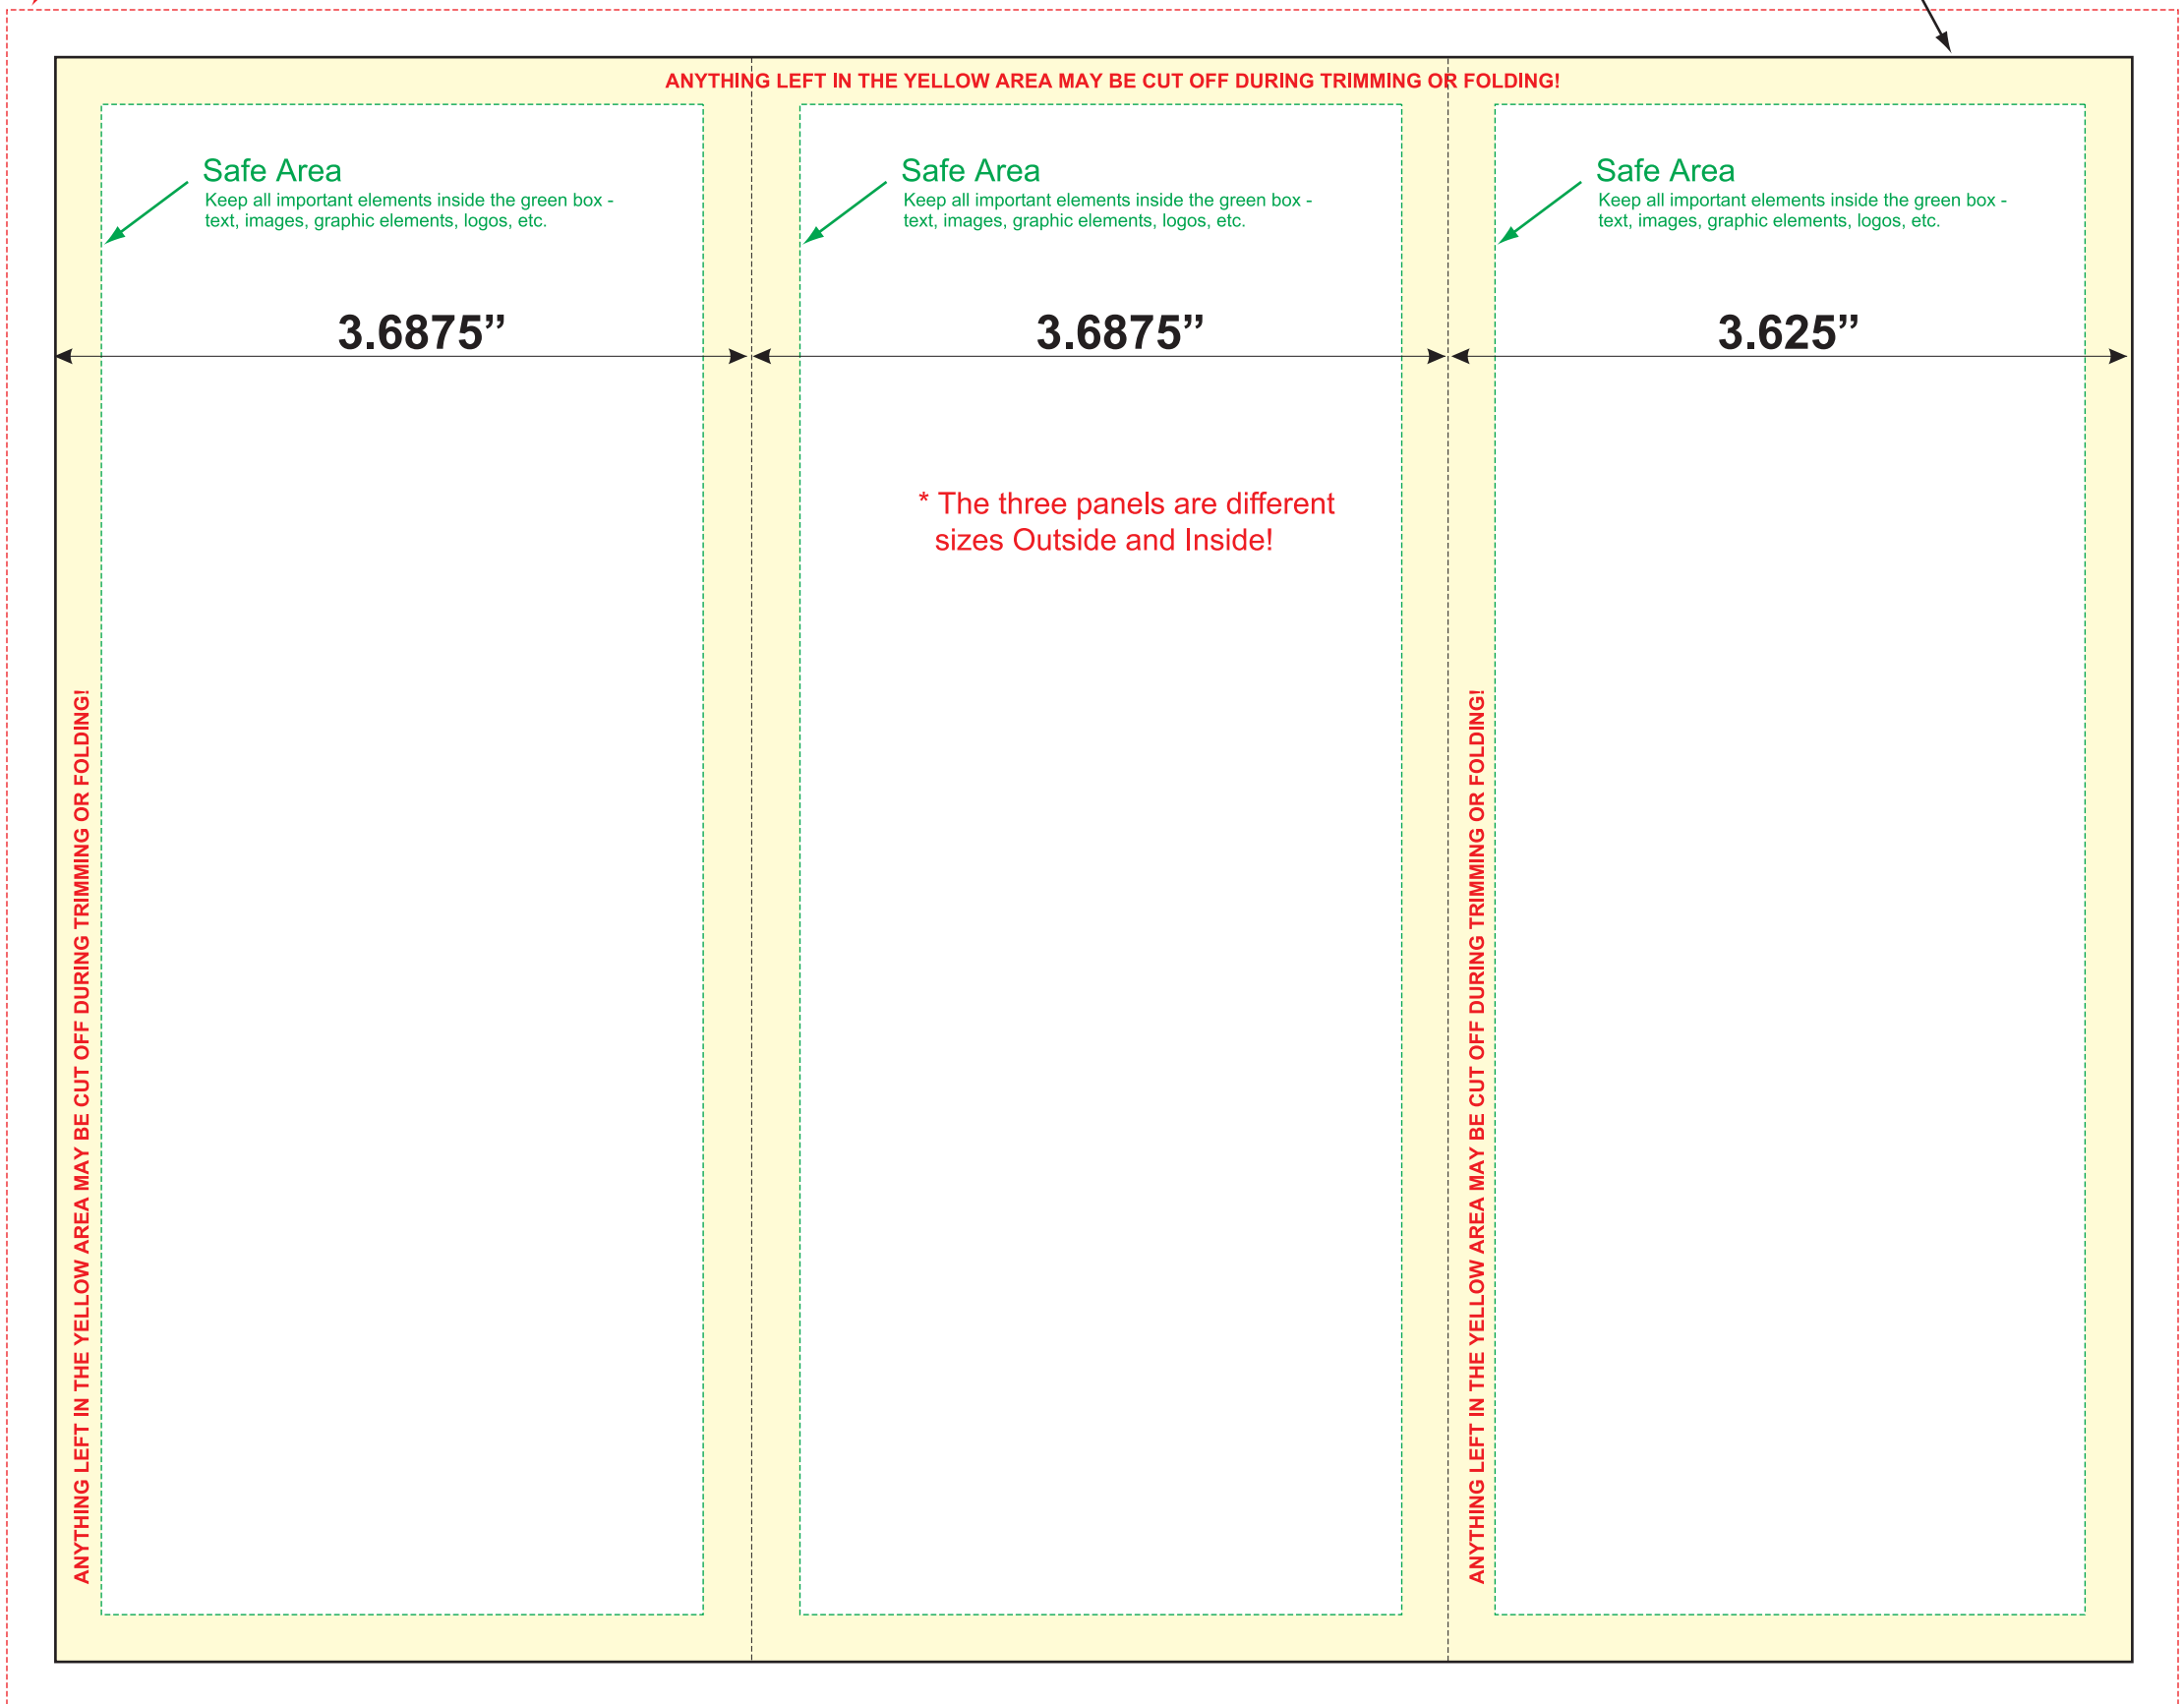 ANYTHING LEFT IN THE YELLOW AREA MAY BE CUT OFF DURING TRIMMING OR FOLDING!
Safe Area
Keep all important elements inside the green box -
text, images, graphic elements, logos, etc.
Safe Area
Keep all important elements inside the green box -
text, images, graphic elements, logos, etc.
Safe Area
Keep all important elements inside the green box -
text, images, graphic elements, logos, etc.
3.6875”
3.6875”
3.625”
* The three panels are different
sizes Outside and Inside!
ANYTHING LEFT IN THE YELLOW AREA MAY BE CUT OFF DURING TRIMMING OR FOLDING!
ANYTHING LEFT IN THE YELLOW AREA MAY BE CUT OFF DURING TRIMMING OR FOLDING!